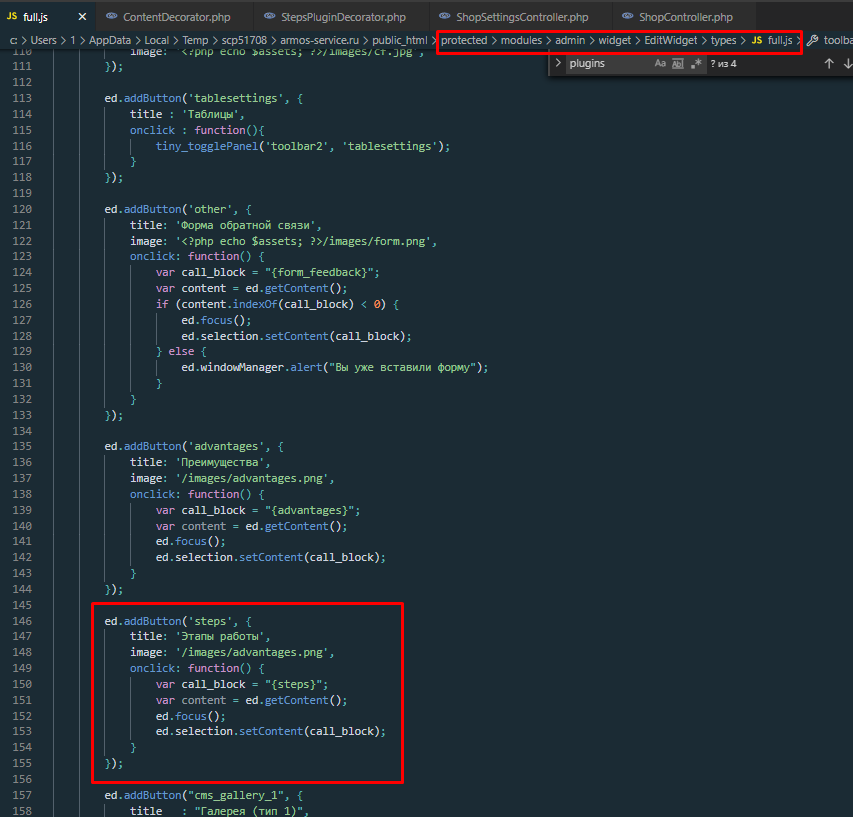 JS full.js × ContentDecorator.php StepsPluginDecorator.php ShopSettingsController.php ShopController.php
c: > Users > 1 > AppData > Local > Temp > scp51708 > armos-service.ru > public_html > protected > modules > admin > widget > EditWidget > types > JS full.js > toolba
> plugins Aa Ab .* ? из 4 ↑ ↓
110 image: '<?php echo $assets; ?>/images/cf.jpg',
111 });
112
113 ed.addButton('tablesettings', {
114 title : 'Таблицы',
115 onclick : function(){
116 tiny_togglePanel('toolbar2', 'tablesettings');
117 }
118 });
119
120 ed.addButton('other', {
121 title: 'Форма обратной связи',
122 image: '<?php echo $assets; ?>/images/form.png',
123 onclick: function() {
124 var call_block = "{form_feedback}";
125 var content = ed.getContent();
126 if (content.indexOf(call_block) < 0) {
127 ed.focus();
128 ed.selection.setContent(call_block);
129 } else {
130 ed.windowManager.alert("Вы уже вставили форму");
131 }
132 }
133 });
134
135 ed.addButton('advantages', {
136 title: 'Преимущества',
137 image: '/images/advantages.png',
138 onclick: function() {
139 var call_block = "{advantages}";
140 var content = ed.getContent();
141 ed.focus();
142 ed.selection.setContent(call_block);
143 }
144 });
145
146 ed.addButton('steps', {
147 title: 'Этапы работы',
148 image: '/images/advantages.png',
149 onclick: function() {
150 var call_block = "{steps}";
151 var content = ed.getContent();
152 ed.focus();
153 ed.selection.setContent(call_block);
154 }
155 });
156
157 ed.addButton("cms_gallery_1", {
158 title : "Галерея (тип 1)",